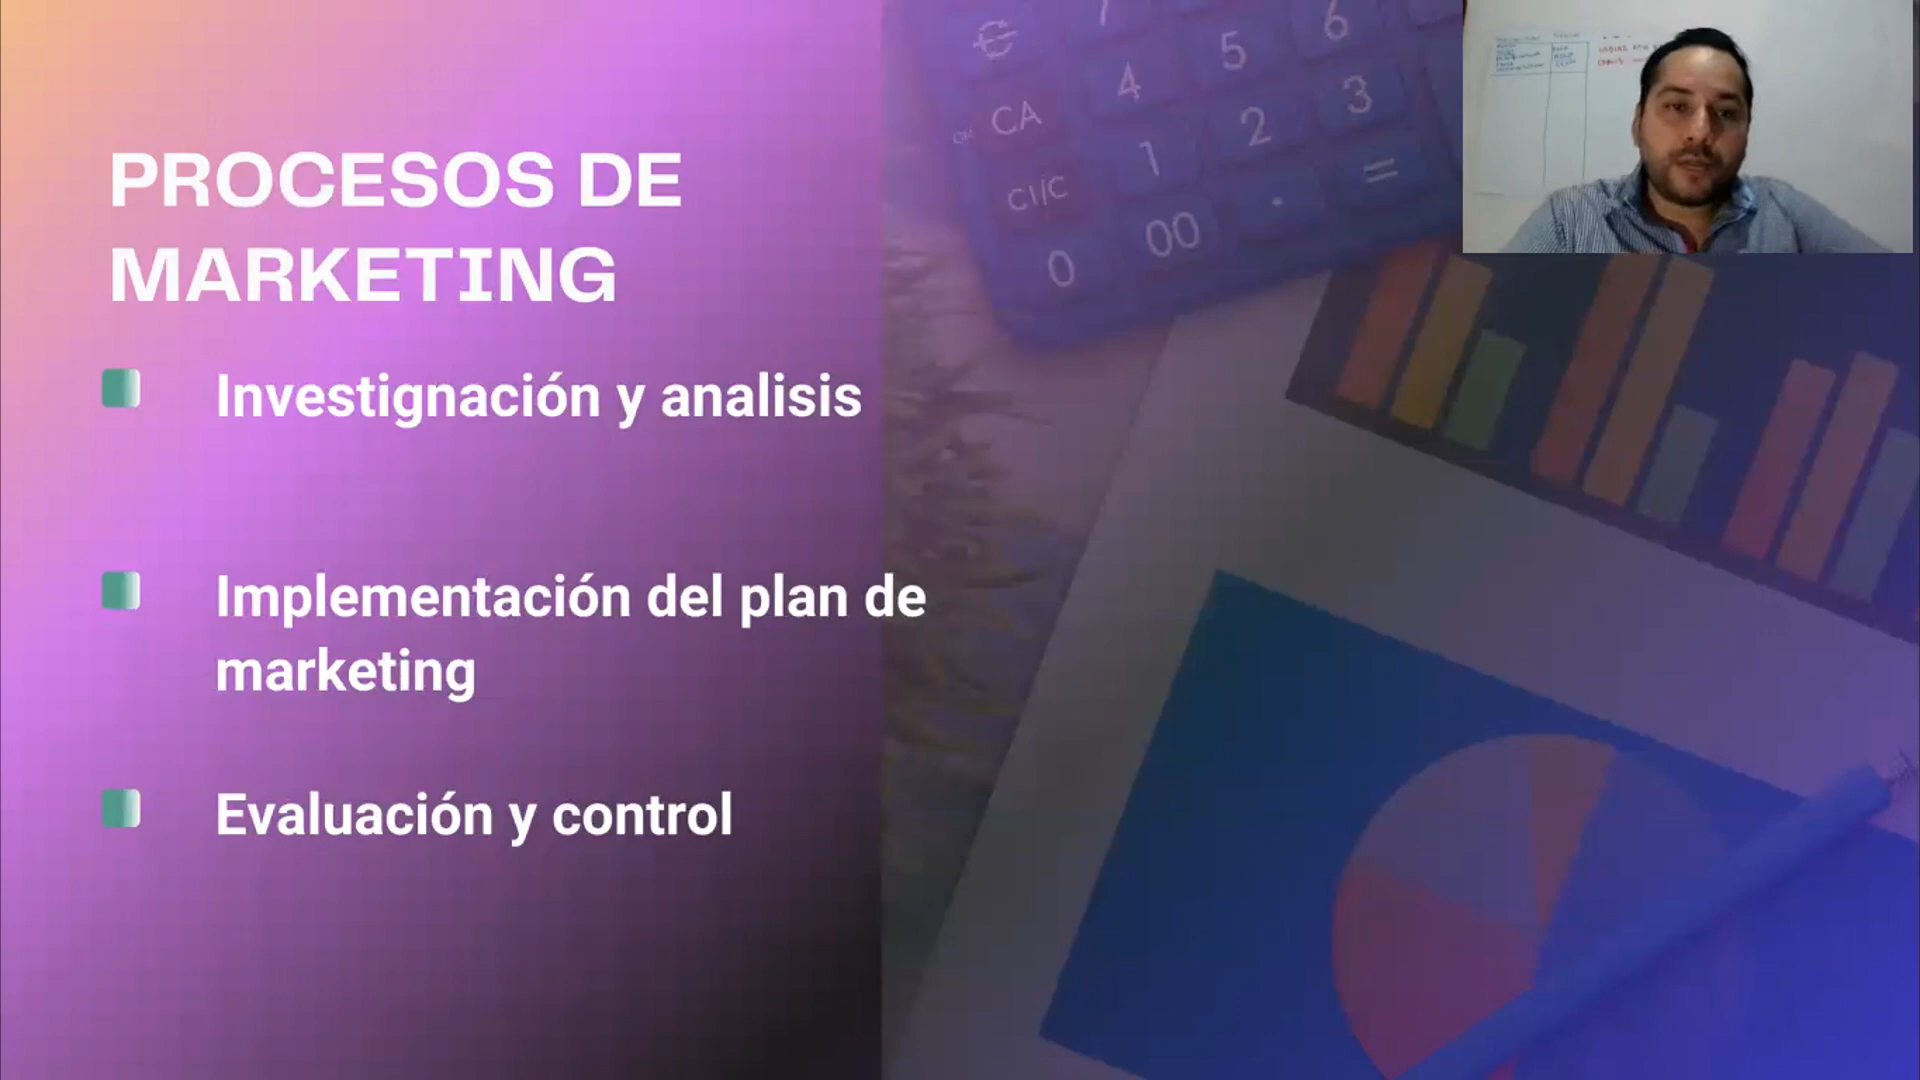 PROCESOS DE
MARKETING
Investignación y analisis
Implementación del plan de
marketing
Evaluación y control
CA
CI/C
4
5
6
1
2
3
=
0
00
.